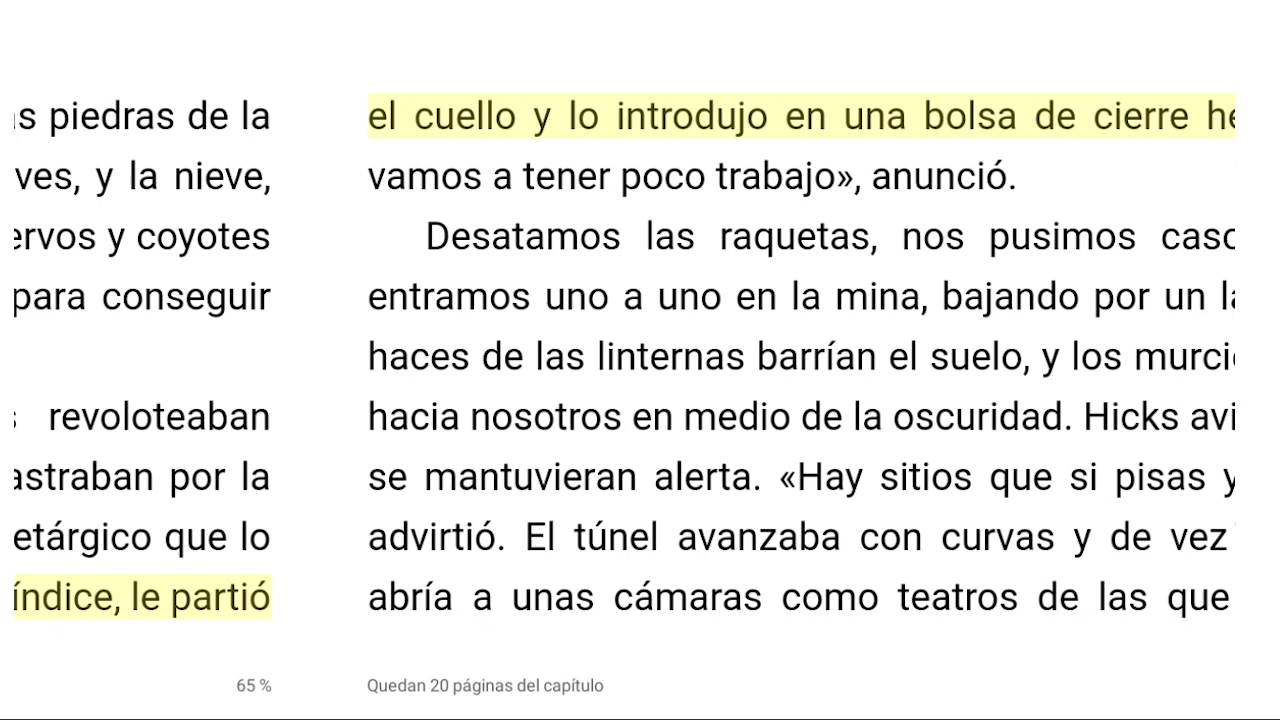 piedras de la
ves, y la nieve,
y coyotes
para conseguir
revoloteaban
por la
que lo
índice, le partió
65 %
el cuello y lo introdujo en una bolsa de cierre
vamos a tener poco trabajo», anunció.
Desatamos las raquetas, nos pusimos
entramos uno a uno en la mina, bajando por un
haces de las linternas barrían el suelo, y los
hacia nosotros en medio de la oscuridad. Hicks
se mantuvieran alerta. «Hay sitios que si pisas y
advirtió. El túnel avanzaba con curvas y de vez
abría a unas cámaras como teatros de las que
Quedan 20 páginas del capítulo